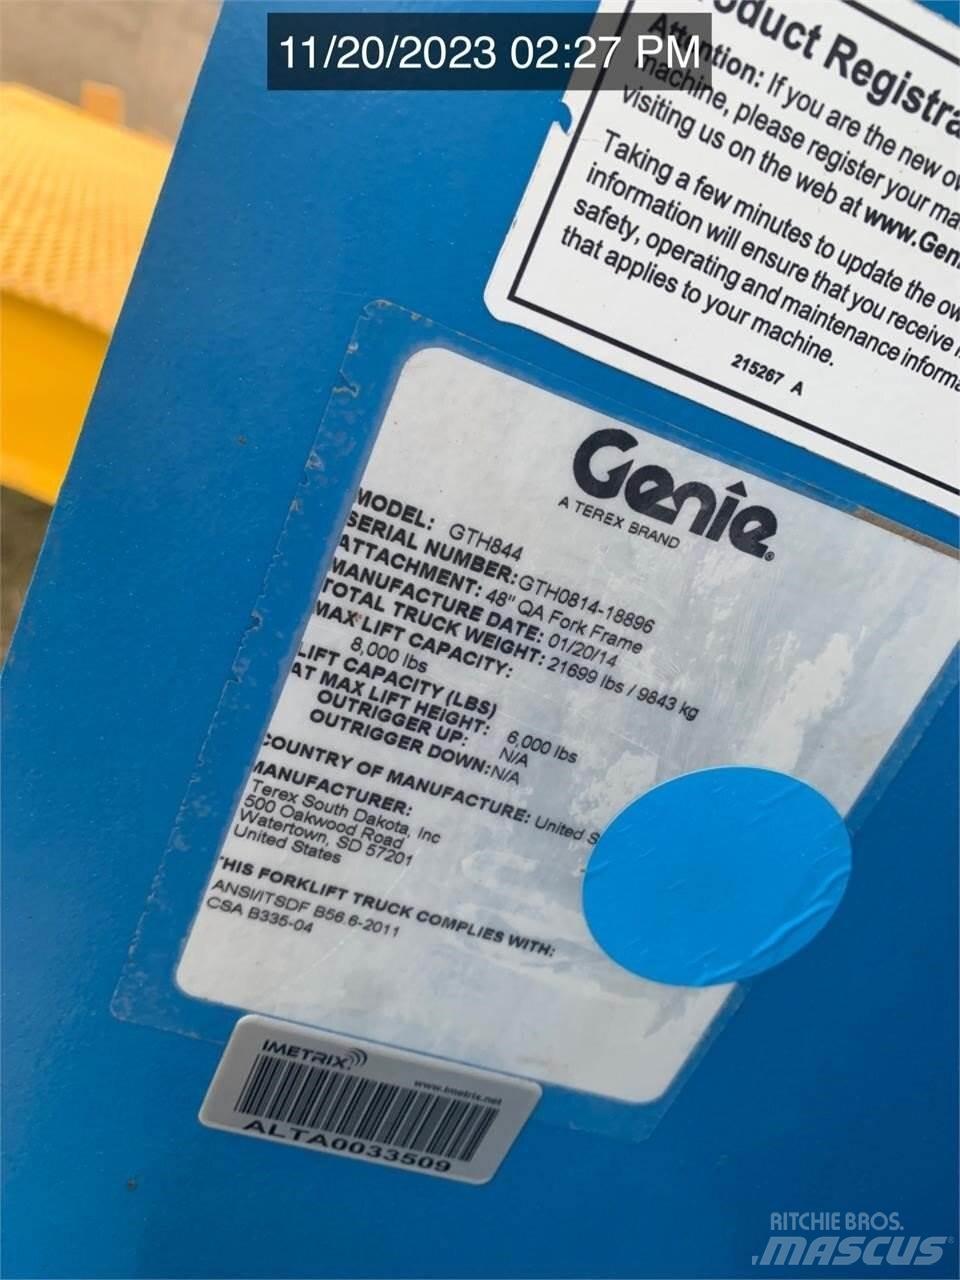 11/20/2023 02:27 PM
oduct Registra
Attention: If you are the new
machine, please register your
visiting us on the web at www.Gen
Taking a few minutes to update the
information will ensure that you receive
safety, operating and maintenance informa
that applies to your machine.
215267 A
Genie
A TEREX BRAND
MODEL: GTH844
SERIAL NUMBER: GTH0814-18896
ATTACHMENT: 48" QA Fork Frame
MANUFACTURE DATE: 01/20/14
TOTAL TRUCK WEIGHT: 21699 lbs / 9843 kg
MAX LIFT CAPACITY:
8,000 lbs
LIFT CAPACITY (LBS)
AT MAX LIFT HEIGHT: 6,000 lbs
OUTRIGGER UP: N/A
OUTRIGGER DOWN: N/A
COUNTRY OF MANUFACTURE: United S
MANUFACTURER:
Terex South Dakota, Inc
500 Oakwood Road
Watertown, SD 57201
United States
THIS FORKLIFT TRUCK COMPLIES WITH:
ANSI/ITSDF B56.6-2011
CSA B335-04
IMETRIX
www.imetrix.net
ALTA0033509
RITCHIE BROS.
MASCUS